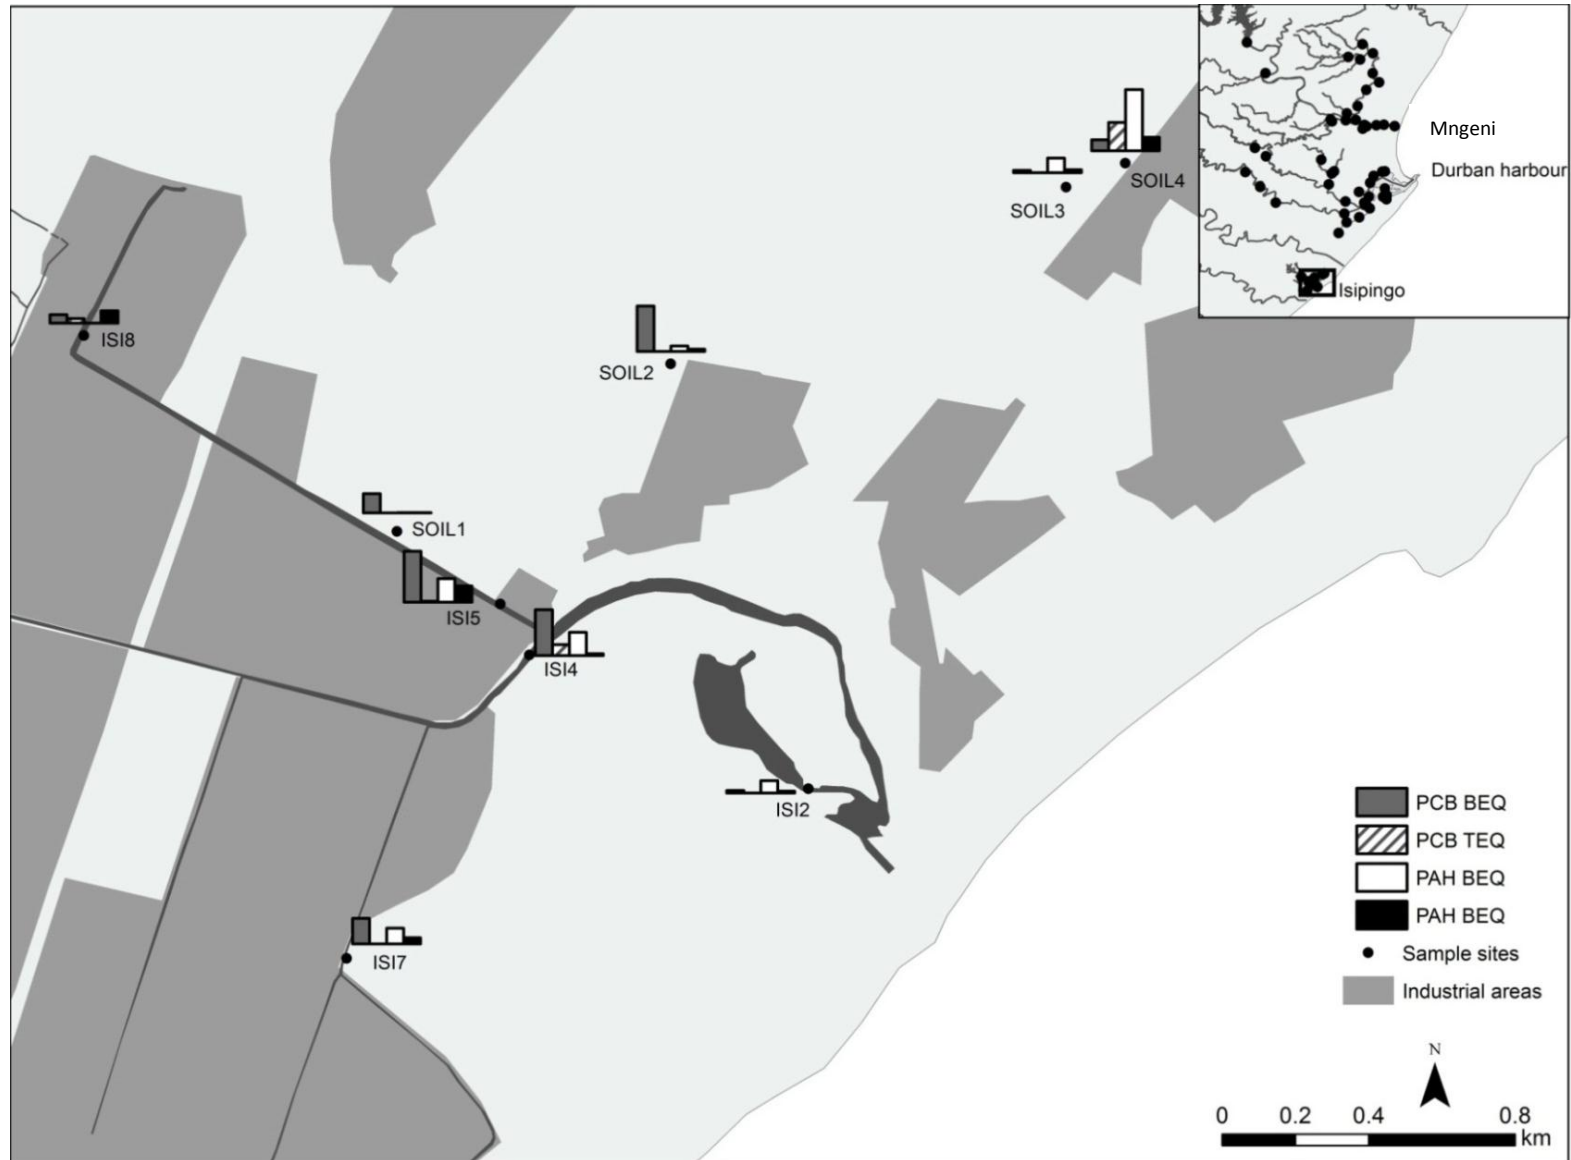 Mngeni
Durban harbour
Isipingo
SOIL4
SOIL3
ISI8
SOIL2
SOIL1
ISI5
ISI4
ISI2
ISI7
PCB BEQ
PCB TEQ
PAH BEQ
PAH BEQ
Sample sites
Industrial areas
N
0 0.2 0.4 0.8
km